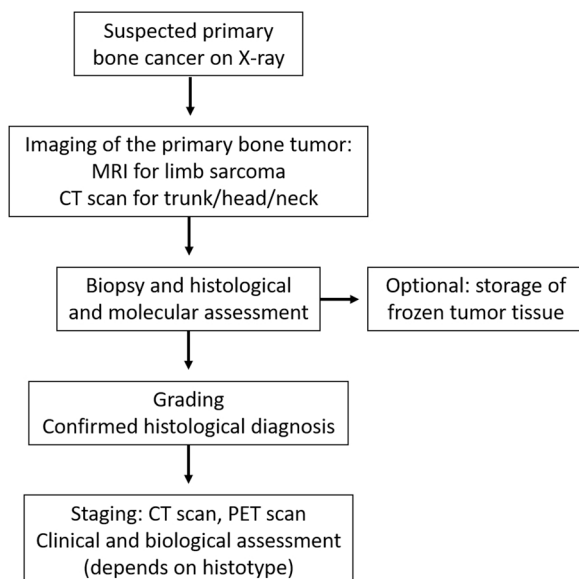 Suspected primary
bone cancer on X-ray
Imaging of the primary bone tumor:
MRI for limb sarcoma
CT scan for trunk/head/neck
Biopsy and histological
and molecular assessment
Optional: storage of
frozen tumor tissue
Grading
Confirmed histological diagnosis
Staging: CT scan, PET scan
Clinical and biological assessment
(depends on histotype)